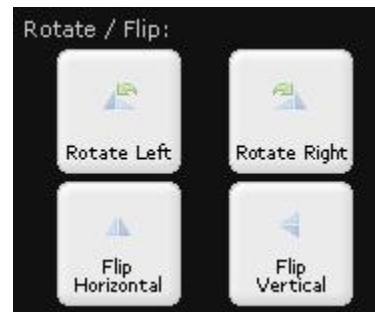 Rotate / Flip:
Rotate Left
Rotate Right
Flip
Horizontal
Flip
Vertical